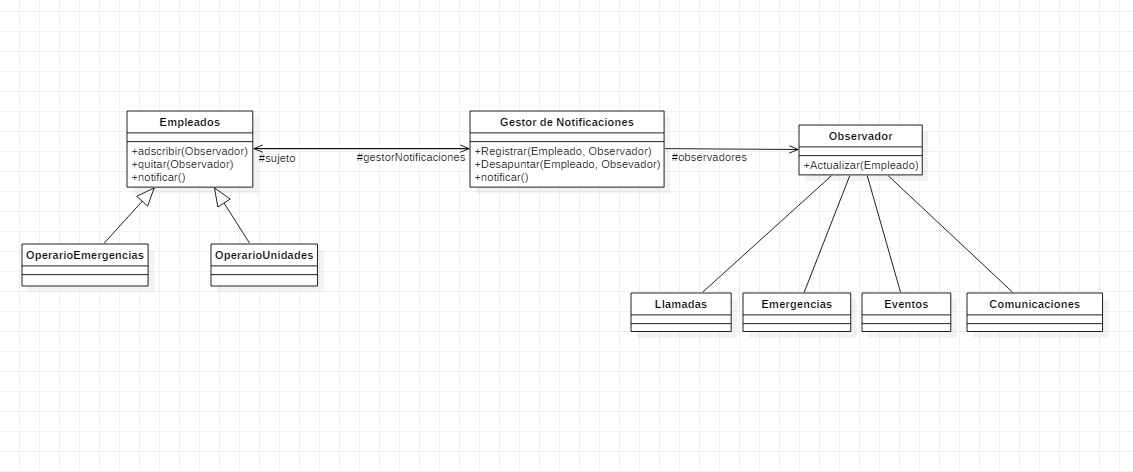 Empleados
+adscribir(Observador)
+quitar(Observador)
+notificar()
#sujeto
#gestorNotificaciones
Gestor de Notificaciones
+Registrar(Empleado, Observador)
+Desapuntar(Empleado, Obsevador)
+notificar()
#observadores
Observador
+Actualizar(Empleado)
OperarioEmergencias
OperarioUnidades
Llamadas
Emergencias
Eventos
Comunicaciones